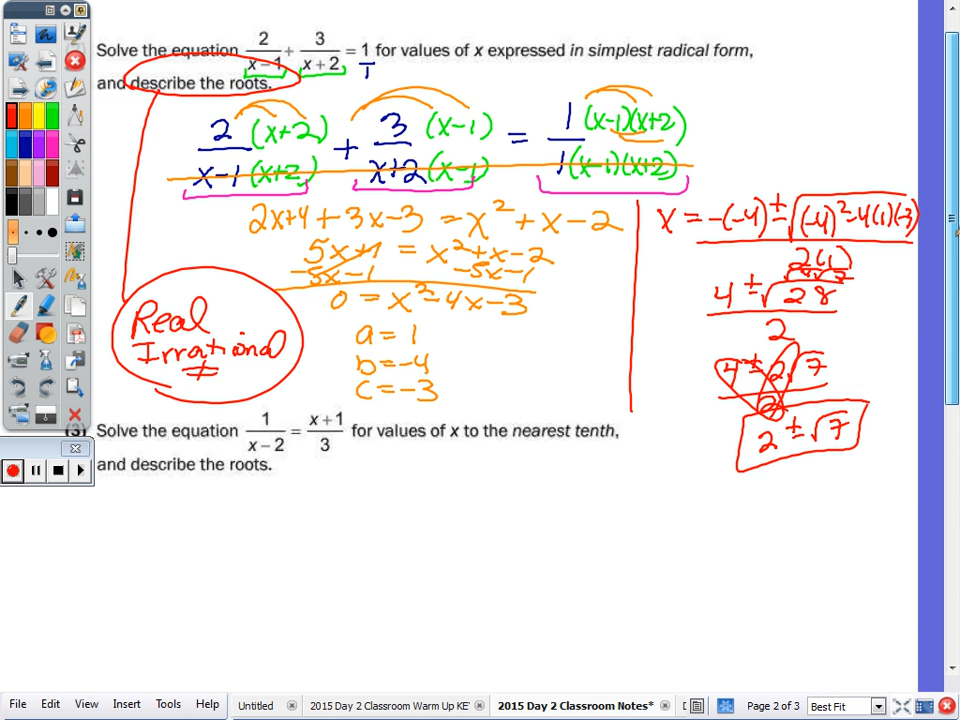 Solve the equation 2/(x − 1) + 3/(x + 2) = 1/1 for values of x expressed in simplest radical form,
and describe the roots.
2(x+2)/(x−1)(x+2) + 3(x−1)/(x+2)(x−1) = 1(x−1)(x+2)/1(x−1)(x+2)
2x+4+3x−3 = x²+x−2
5x+1 = x²+x−2
−5x−1 −5x−1
0 = x²−4x−3
a = 1
b = −4
c = −3
Real
Irrational
≠
x = −(−4) ± √((−4)²−4(1)(−3)) / 2(1)
√4√7
4 ± √28 / 2
4 ± 2√7 / 2
2 ± √7
(3) Solve the equation 1/(x − 2) = (x + 1)/3 for values of x to the nearest tenth,
and describe the roots.
File Edit View Insert Tools Help
Untitled
2015 Day 2 Classroom Warm Up KE
2015 Day 2 Classroom Notes*
Page 2 of 3
Best Fit